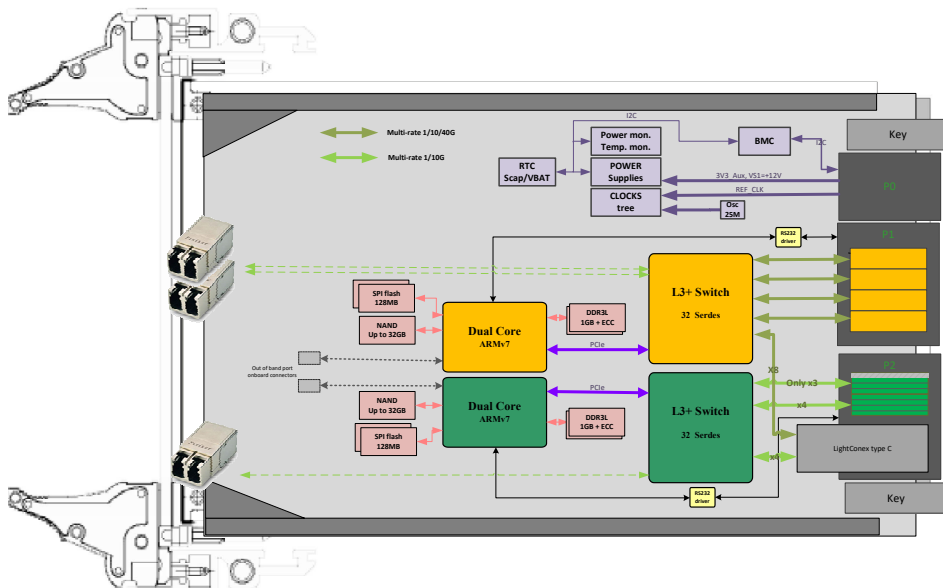 I2C
Multi-rate 1/10/40G
Multi-rate 1/10G
Power mon.
Temp. mon.
BMC
I2C
Key
RTC
Scap/VBAT
POWER
Supplies
3V3_Aux, VS1=+12V
P0
CLOCKS
tree
REF_CLK
Osc
25M
RS232
driver
P1
SPI flash
128MB
NAND
Up to 32GB
Dual Core
ARMv7
DDR3L
1GB + ECC
PCIe
L3+ Switch
32 Serdes
Out of band port
onboard connectors
X8
P2
NAND
Up to 32GB
SPI flash
128MB
Dual Core
ARMv7
DDR3L
1GB + ECC
PCIe
L3+ Switch
32 Serdes
Only x3
x4
x4
LightConex type C
RS232
driver
Key